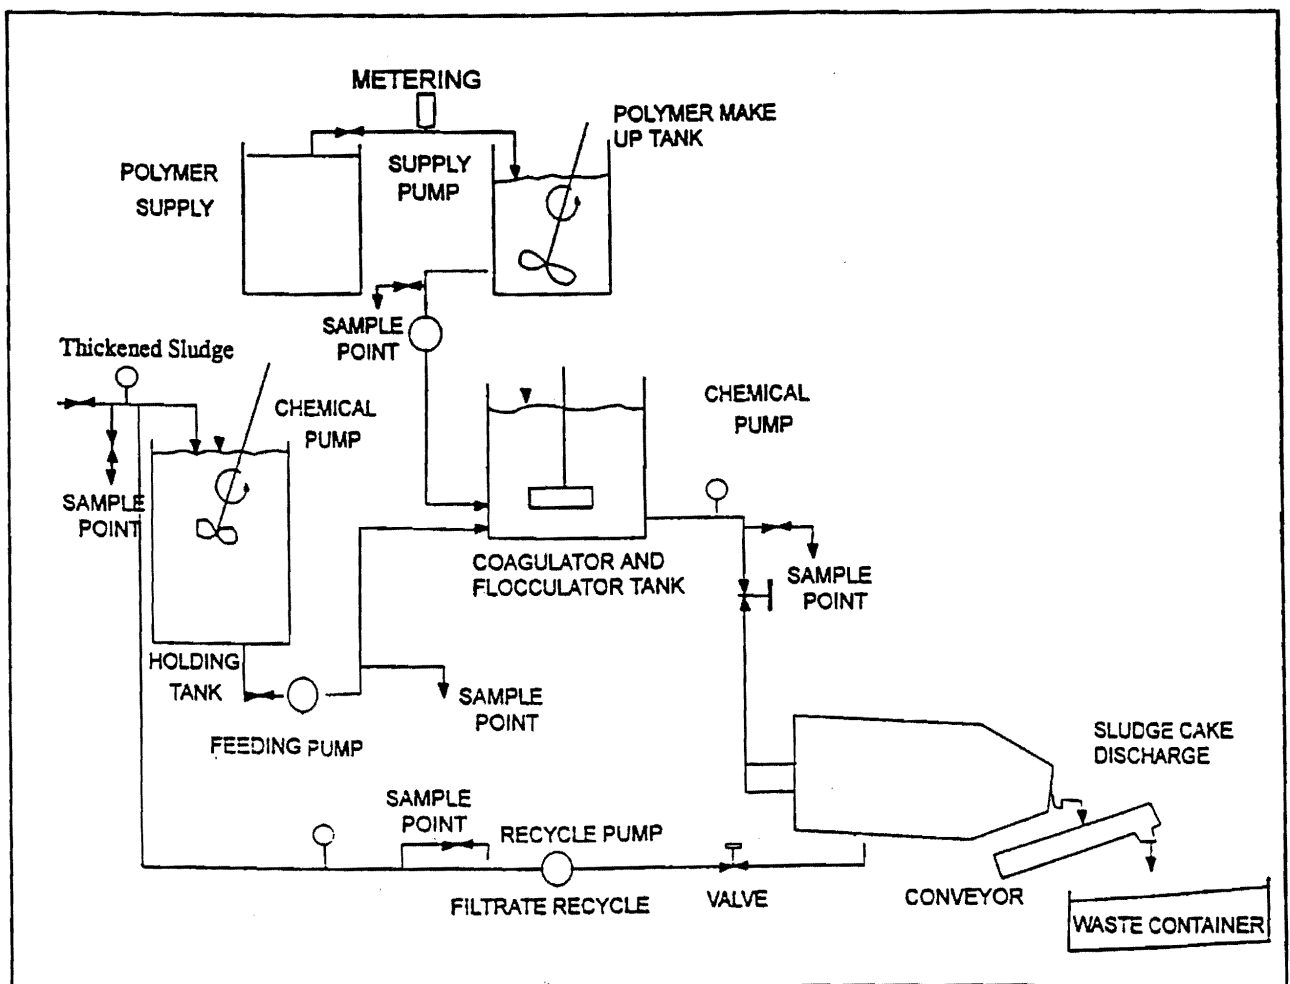 METERING
POLYMER MAKE
UP TANK
POLYMER
SUPPLY
SUPPLY
PUMP
SAMPLE
POINT
Thickened Sludge
CHEMICAL
PUMP
CHEMICAL
PUMP
SAMPLE
POINT
COAGULATOR AND
FLOCCULATOR TANK
SAMPLE
POINT
HOLDING
TANK
SAMPLE
POINT
FEEDING PUMP
SLUDGE CAKE
DISCHARGE
SAMPLE
POINT
RECYCLE PUMP
FILTRATE RECYCLE
VALVE
CONVEYOR
WASTE CONTAINER